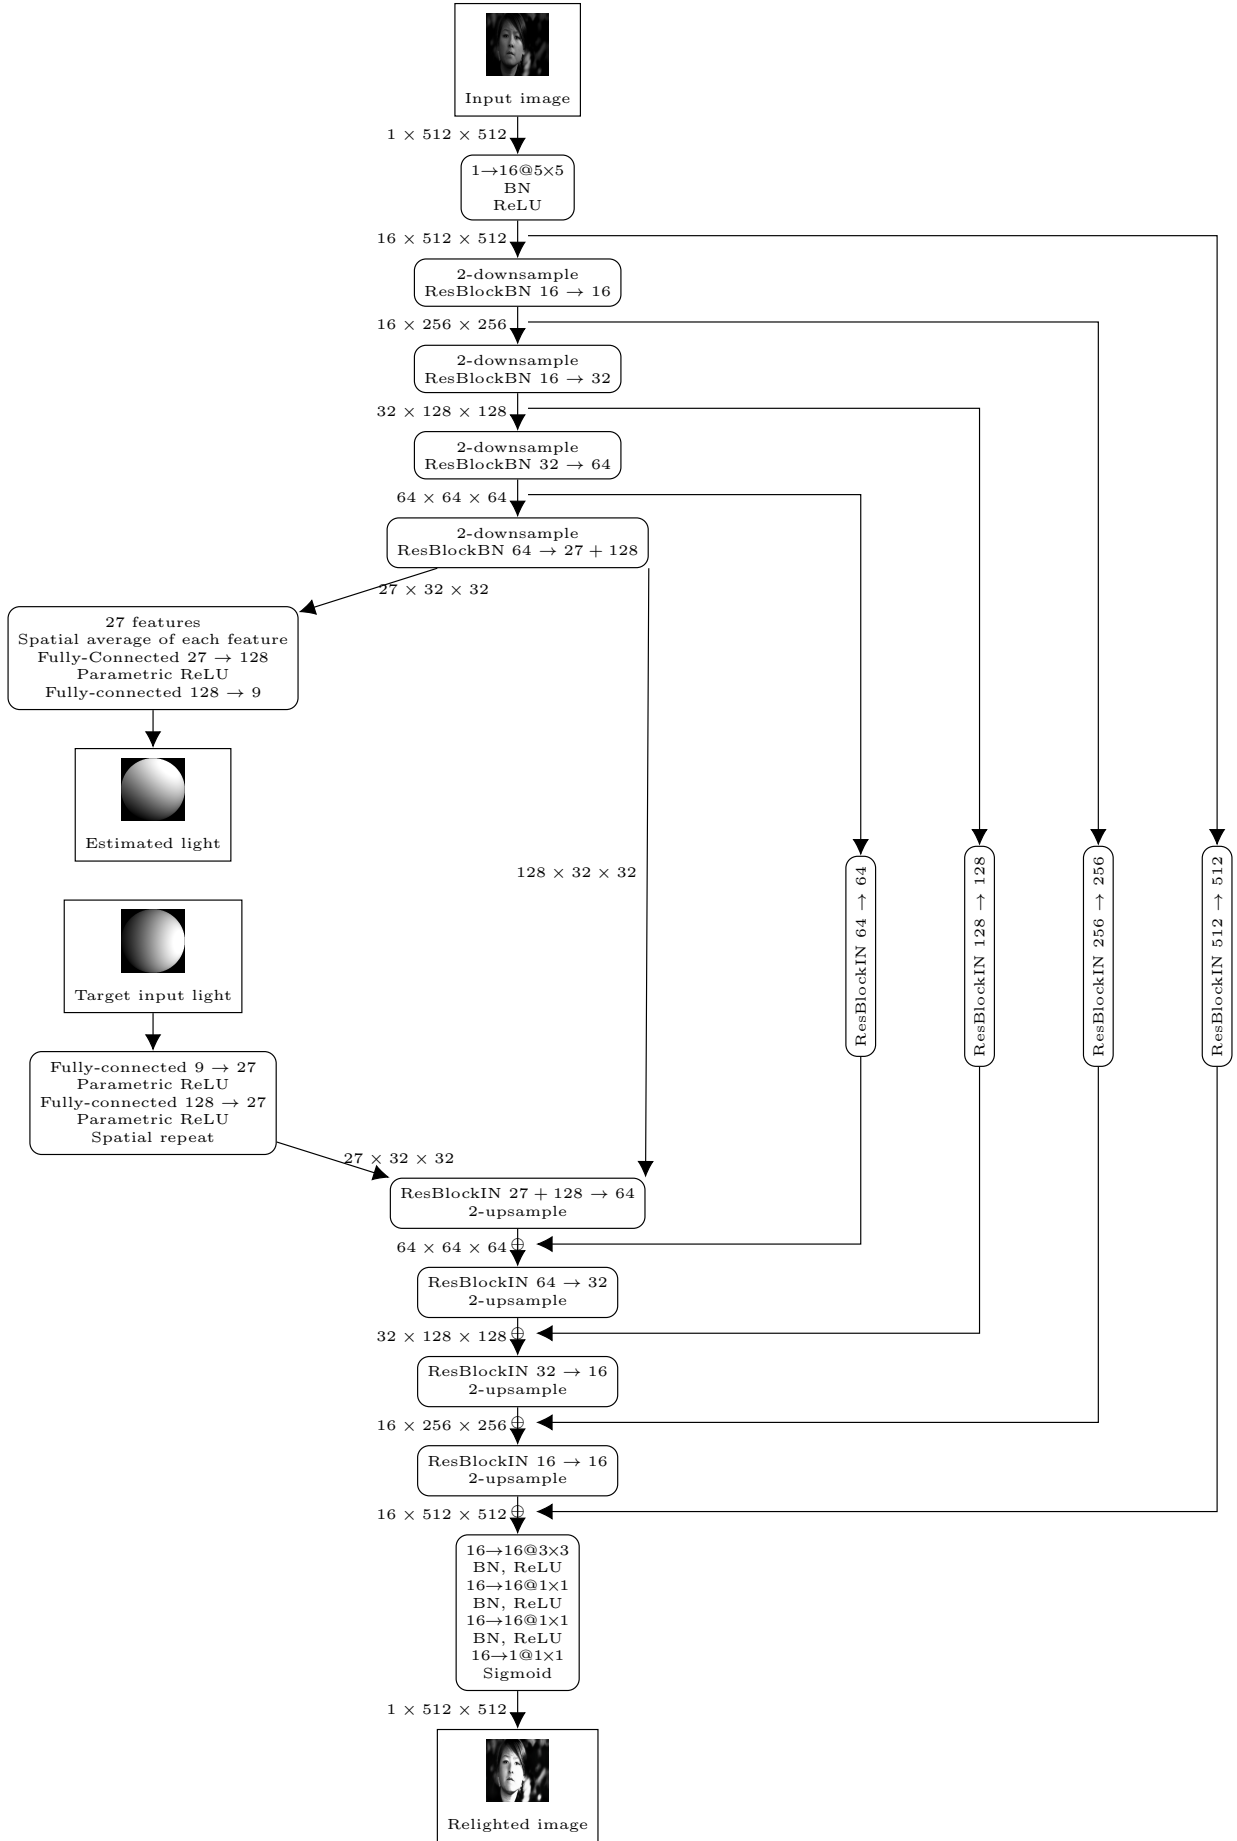 Input image
1 × 512 × 512
1→16@5×5
BN
ReLU
16 × 512 × 512
2-downsample
ResBlockBN 16 → 16
16 × 256 × 256
2-downsample
ResBlockBN 16 → 32
32 × 128 × 128
2-downsample
ResBlockBN 32 → 64
64 × 64 × 64
2-downsample
ResBlockBN 64 → 27 + 128
27 × 32 × 32
27 features
Spatial average of each feature
Fully-Connected 27 → 128
Parametric ReLU
Fully-connected 128 → 9
Estimated light
128 × 32 × 32
ResBlockIN 64 → 64
ResBlockIN 128 → 128
ResBlockIN 256 → 256
ResBlockIN 512 → 512
Target input light
Fully-connected 9 → 27
Parametric ReLU
Fully-connected 128 → 27
Parametric ReLU
Spatial repeat
27 × 32 × 32
ResBlockIN 27 + 128 → 64
2-upsample
64 × 64 × 64
ResBlockIN 64 → 32
2-upsample
32 × 128 × 128
ResBlockIN 32 → 16
2-upsample
16 × 256 × 256
ResBlockIN 16 → 16
2-upsample
16 × 512 × 512
16→16@3×3
BN, ReLU
16→16@1×1
BN, ReLU
16→16@1×1
BN, ReLU
16→1@1×1
Sigmoid
1 × 512 × 512
Relighted image